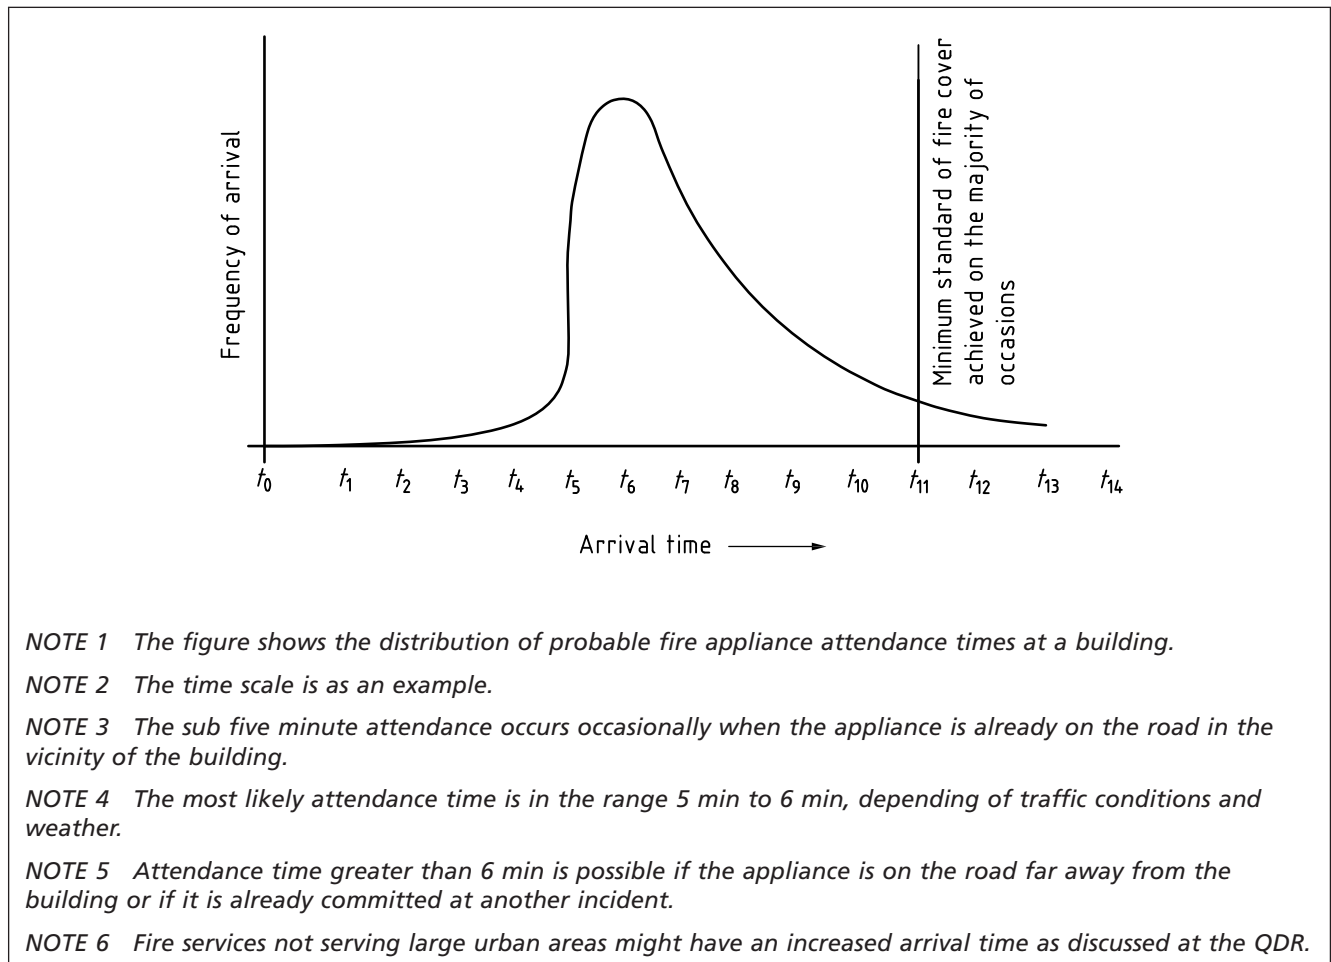 Frequency of arrival
Minimum standard of fire cover
achieved on the majority of
occasions
t0 t1 t2 t3 t4 t5 t6 t7 t8 t9 t10 t11 t12 t13 t14
Arrival time
NOTE 1 The figure shows the distribution of probable fire appliance attendance times at a building.
NOTE 2 The time scale is as an example.
NOTE 3 The sub five minute attendance occurs occasionally when the appliance is already on the road in the
vicinity of the building.
NOTE 4 The most likely attendance time is in the range 5 min to 6 min, depending of traffic conditions and
weather.
NOTE 5 Attendance time greater than 6 min is possible if the appliance is on the road far away from the
building or if it is already committed at another incident.
NOTE 6 Fire services not serving large urban areas might have an increased arrival time as discussed at the QDR.